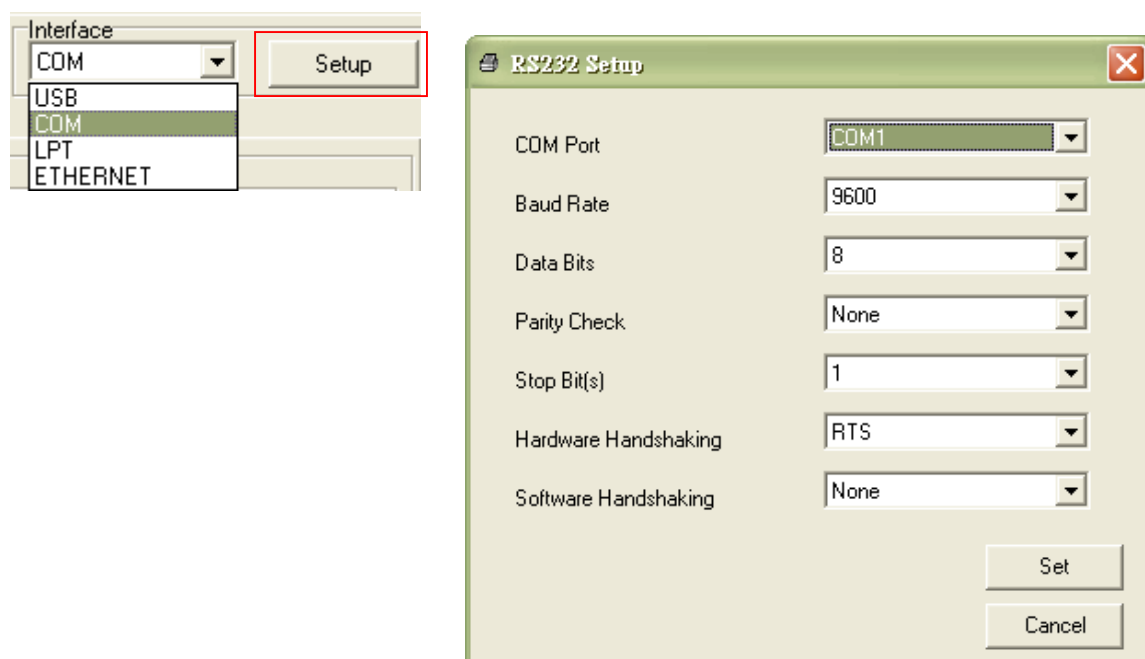 Interface
COM
Setup
USB
COM
LPT
ETHERNET
RS232 Setup
COM Port
COM1
Baud Rate
9600
Data Bits
8
Parity Check
None
Stop Bit(s)
1
Hardware Handshaking
RTS
Software Handshaking
None
Set
Cancel